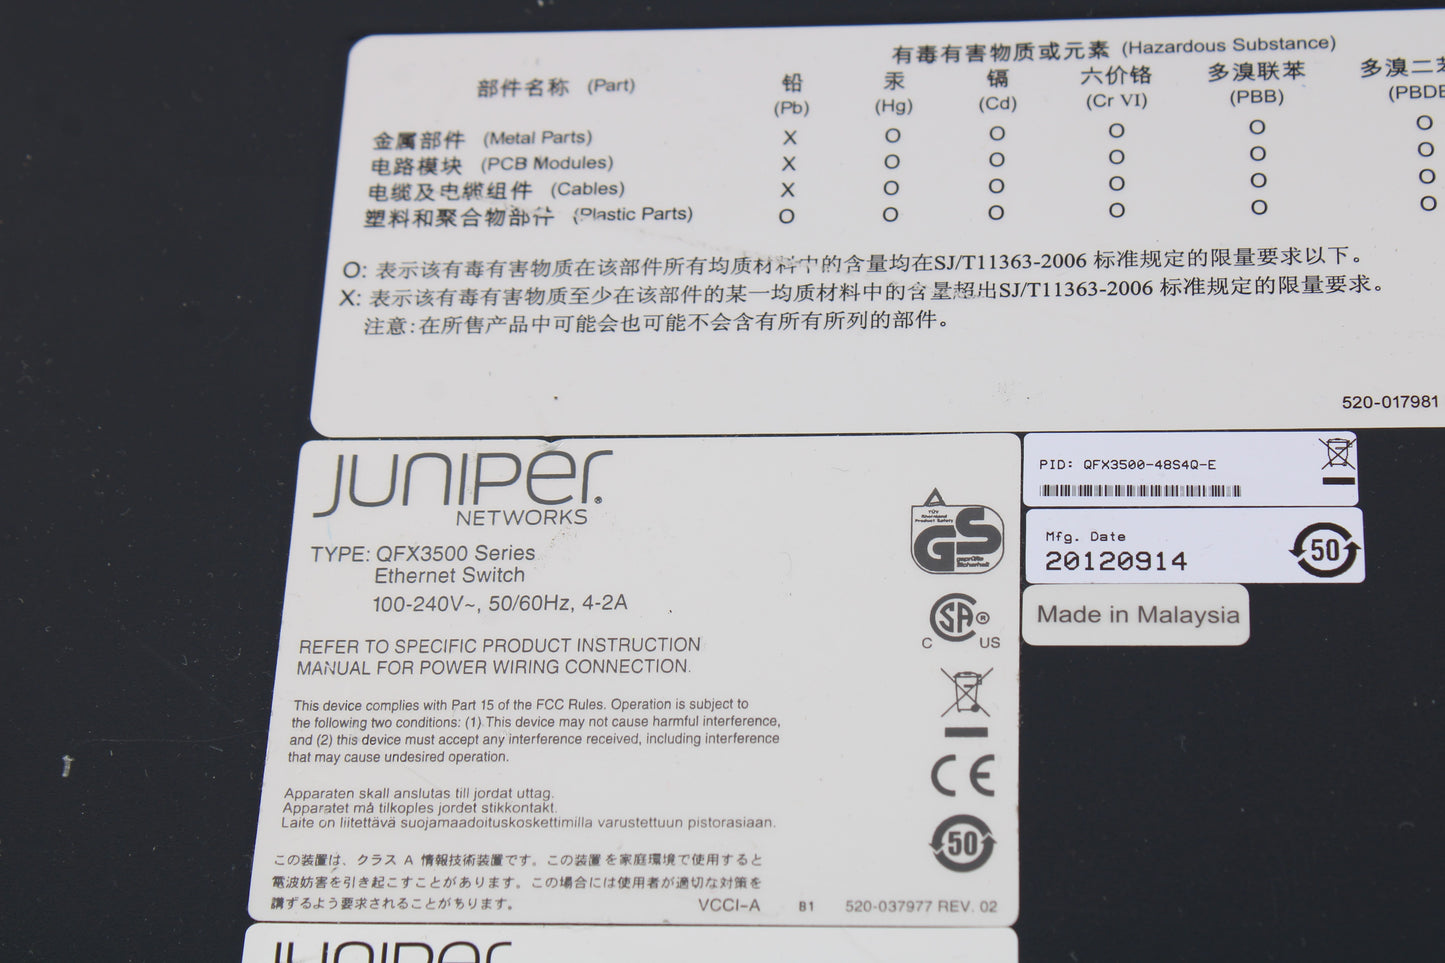 有毒有害物质或元素 (Hazardous Substance)
部件名称 (Part) 铅 汞 镉 六价铬 多溴联苯 多溴二
(Pb) (Hg) (Cd) (Cr VI) (PBB) (PBDE
金属部件 (Metal Parts) X O O O O O
电路模块 (PCB Modules) X O O O O O
电缆及电缆组件 (Cables) X O O O O O
塑料和聚合物部件 (Plastic Parts) O O O O O O
O: 表示该有毒有害物质在该部件所有均质材料中的含量均在SJ/T11363-2006 标准规定的限量要求以下。
X: 表示该有毒有害物质至少在该部件的某一均质材料中的含量超出SJ/T11363-2006 标准规定的限量要求。
注意:在所售产品中可能会也可能不会含有所有所列的部件。
520-017981
JUNIPer
NETWORKS
TYPE: QFX3500 Series
Ethernet Switch
100-240V~, 50/60Hz, 4-2A
REFER TO SPECIFIC PRODUCT INSTRUCTION
MANUAL FOR POWER WIRING CONNECTION.
This device complies with Part 15 of the FCC Rules. Operation is subject to
the following two conditions: (1) This device may not cause harmful interference,
and (2) this device must accept any interference received, including interference
that may cause undesired operation.
Apparaten skall anslutas till jordat uttag.
Apparatet må tilkoples jordet stikkontakt.
Laite on liitettävä suojamaadoituskoskettimilla varustettuun pistorasiaan.
この装置は、クラス A 情報技術装置です。この装置を家庭環境で使用すると
電波妨害を引き起こすことがあります。この場合には使用者が適切な対策を
講ずるよう要求されることがあります。
VCCI-A B1 520-037977 REV. 02
TÜV
Rheinland
Product Safety
GS
geprüfte
Sicherheit
SA ®
C US
CE
50
PID: QFX3500-48S4Q-E
Mfg. Date
20120914
50
Made in Malaysia
JUNIPer